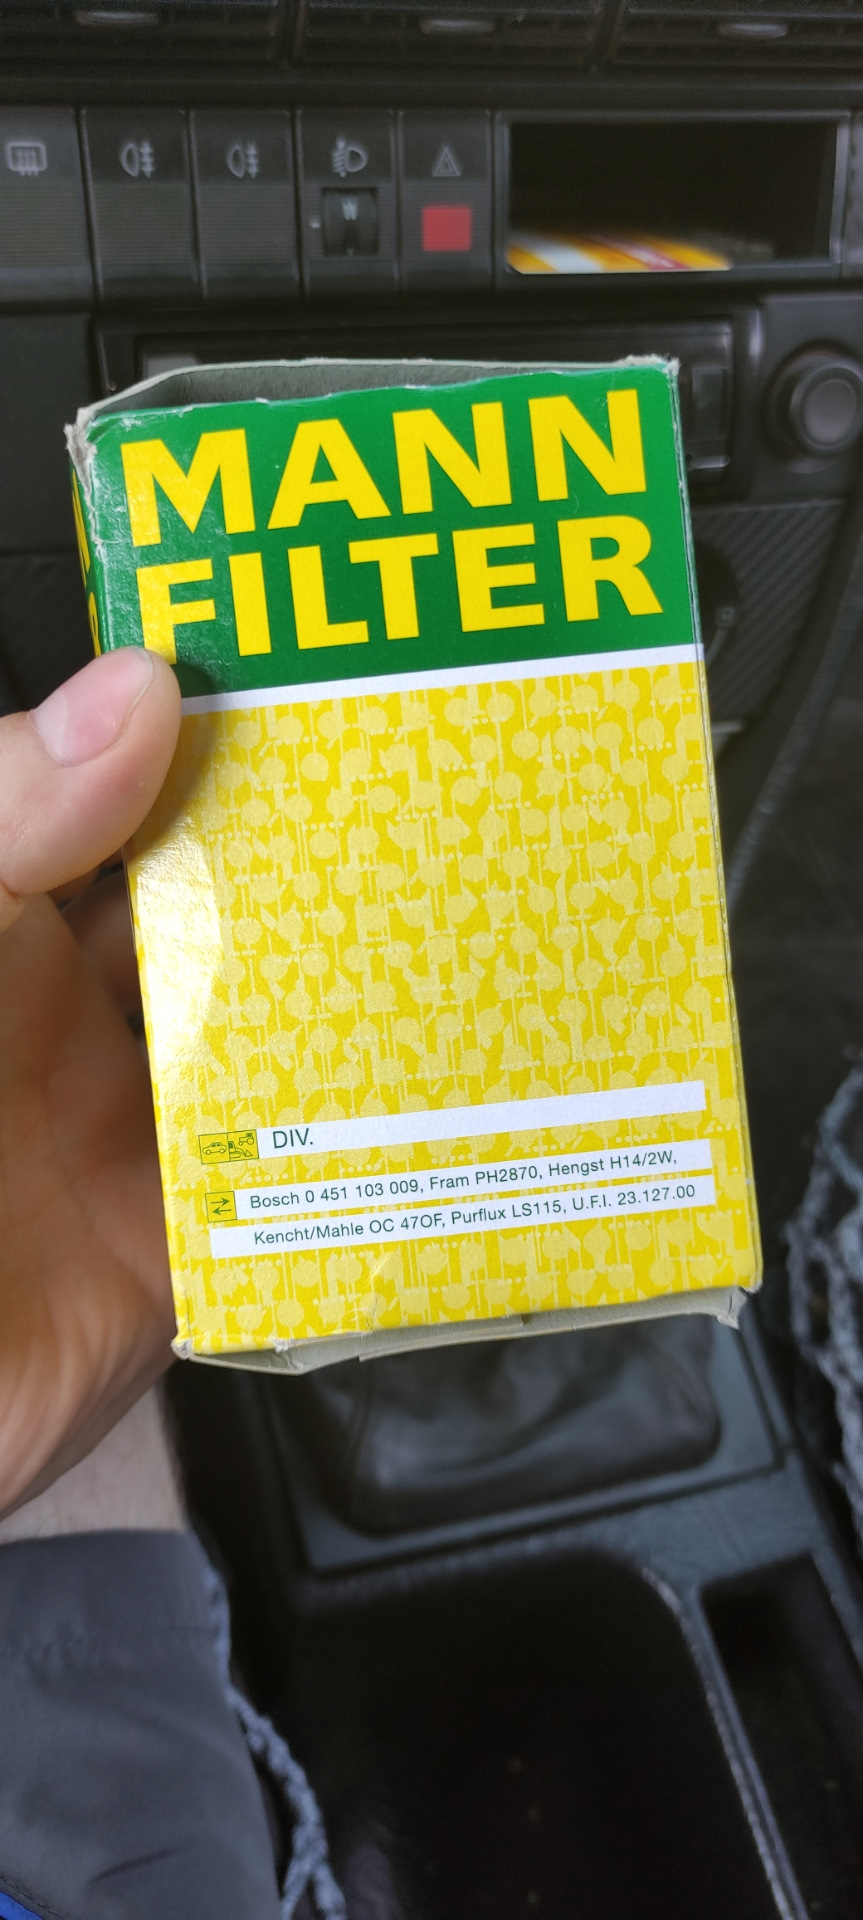 W
MANN
FILTER
DIV.
Bosch 0 451 103 009, Fram PH2870, Hengst H14/2W,
Kencht/Mahle OC 47OF, Purflux LS115, U.F.I. 23.127.00